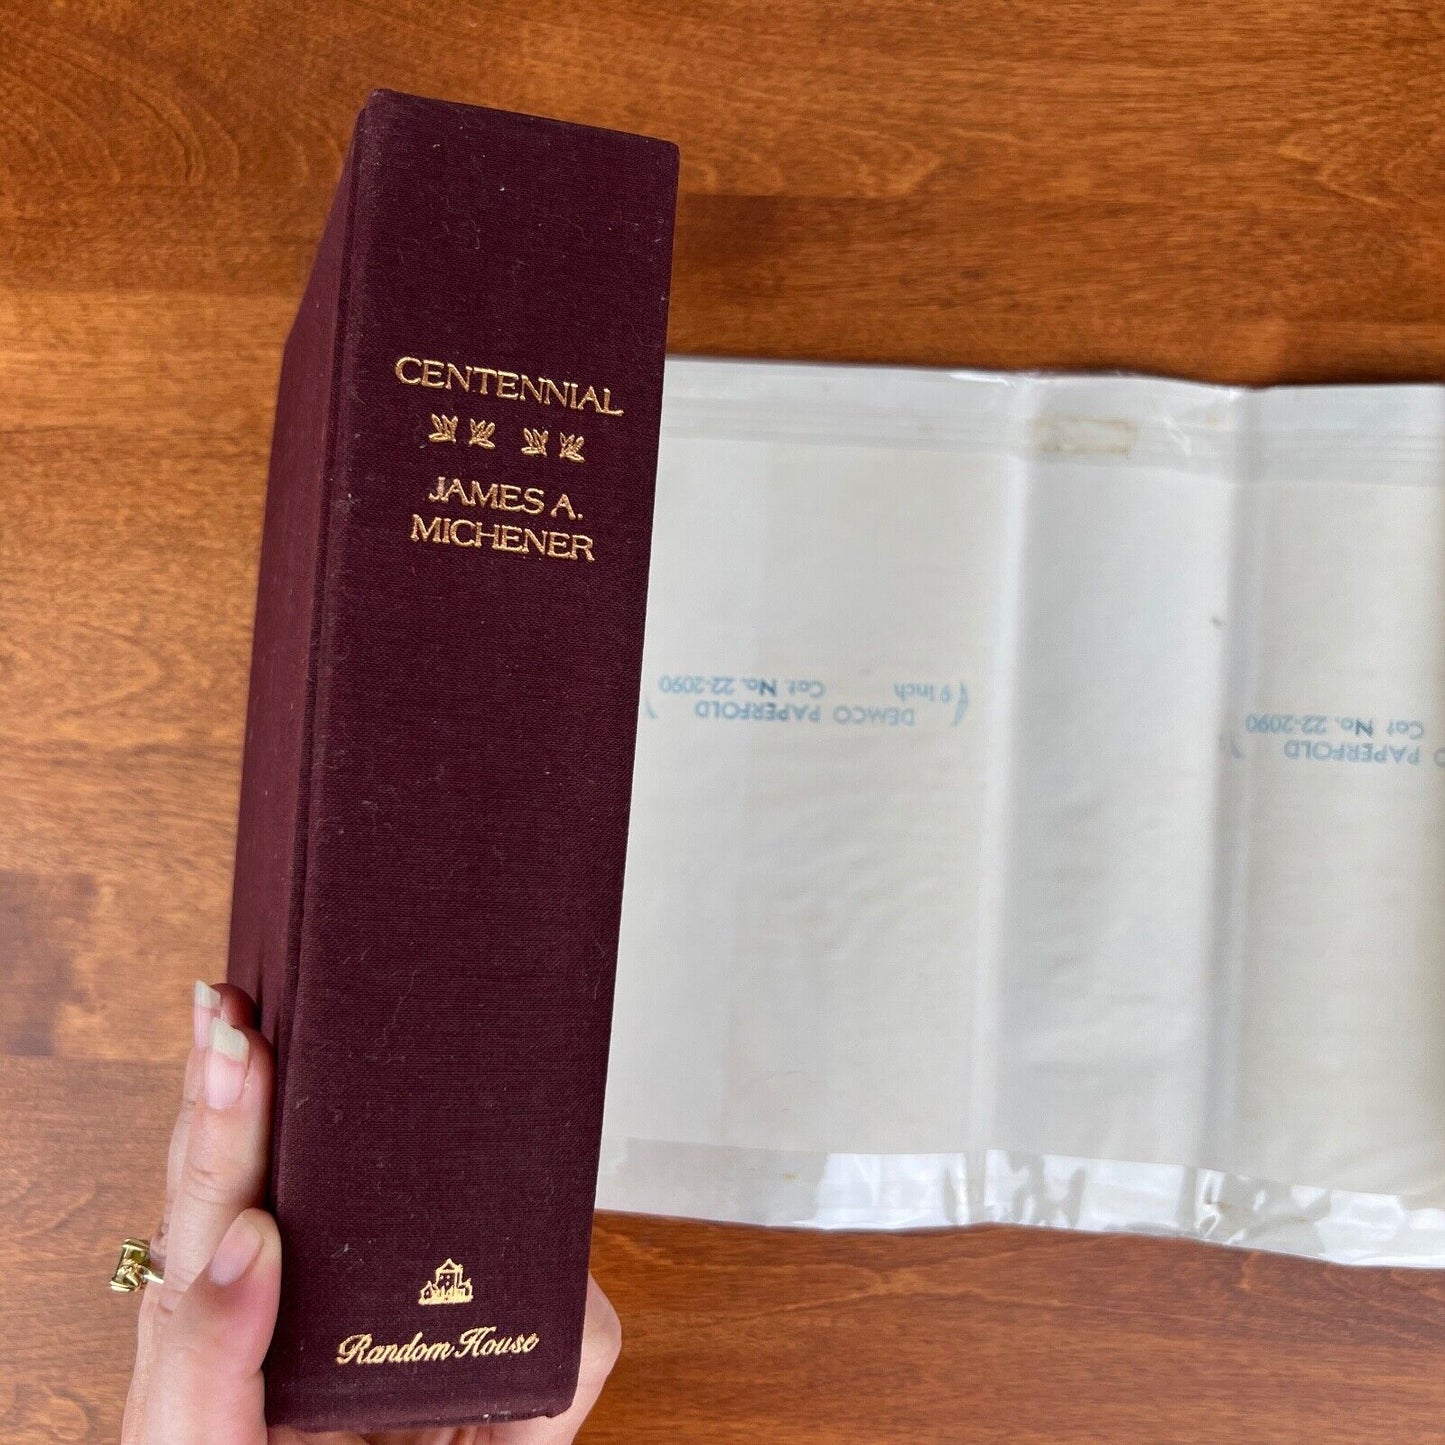 CENTENNIAL
JAMES A.
MICHENER
Random House
DEMCO PAPERFOLD
( 9 inch Cat. No. 22-2090 )
PAPERFOLD
Cat. No. 22-2090 )